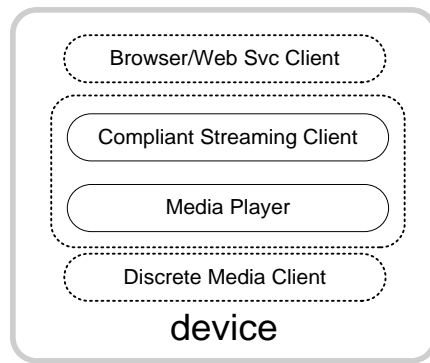 Browser/Web Svc Client
Compliant Streaming Client
Media Player
Discrete Media Client
device